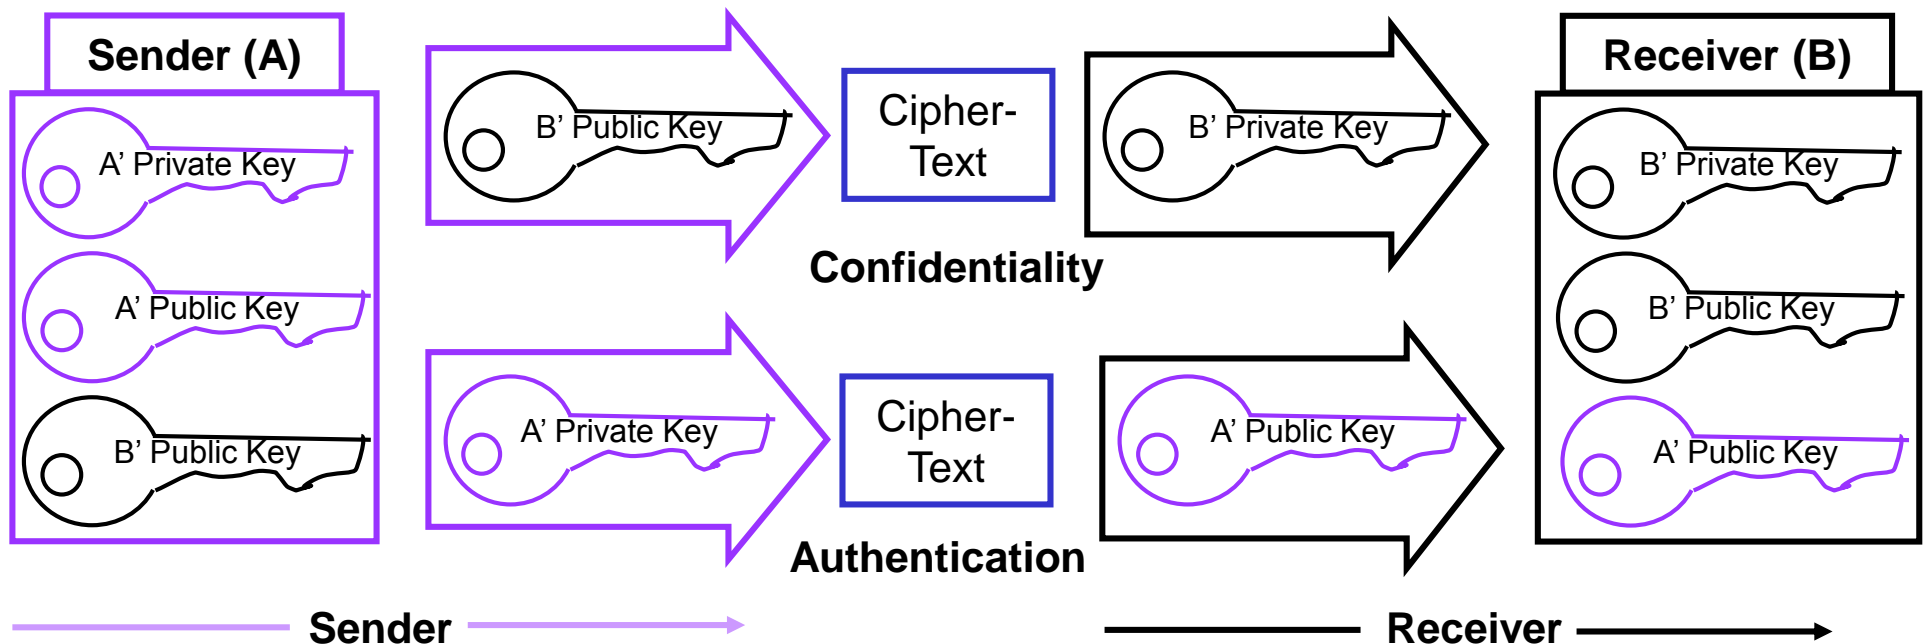 Sender (A)
A’ Private Key
A’ Public Key
B’ Public Key
B’ Public Key
Cipher-
Text
B’ Private Key
Confidentiality
A’ Private Key
Cipher-
Text
A’ Public Key
Authentication
Receiver (B)
B’ Private Key
B’ Public Key
A’ Public Key
Sender
Receiver